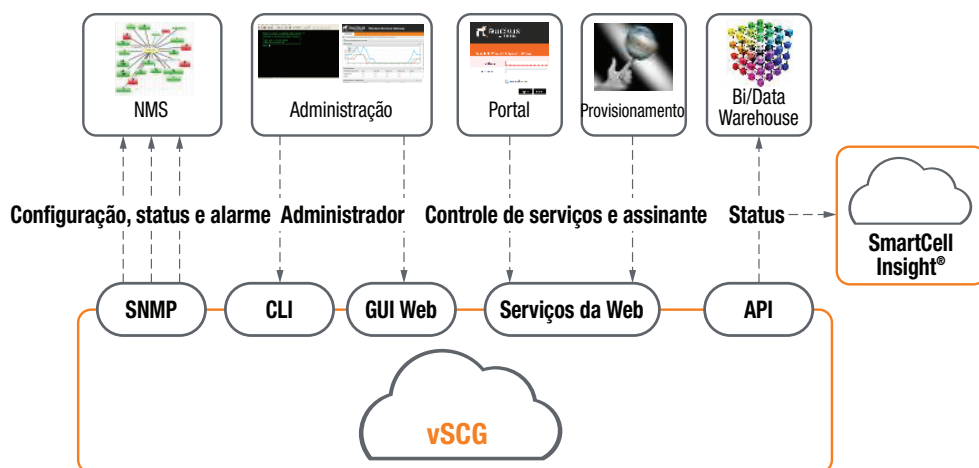 NMS
Administração
Portal
Provisionamento
Bi/Data
Warehouse
Configuração, status e alarme
Administrador
Controle de serviços e assinante
Status
SmartCell
Insight®
SNMP
CLI
GUI Web
Serviços da Web
API
vSCG